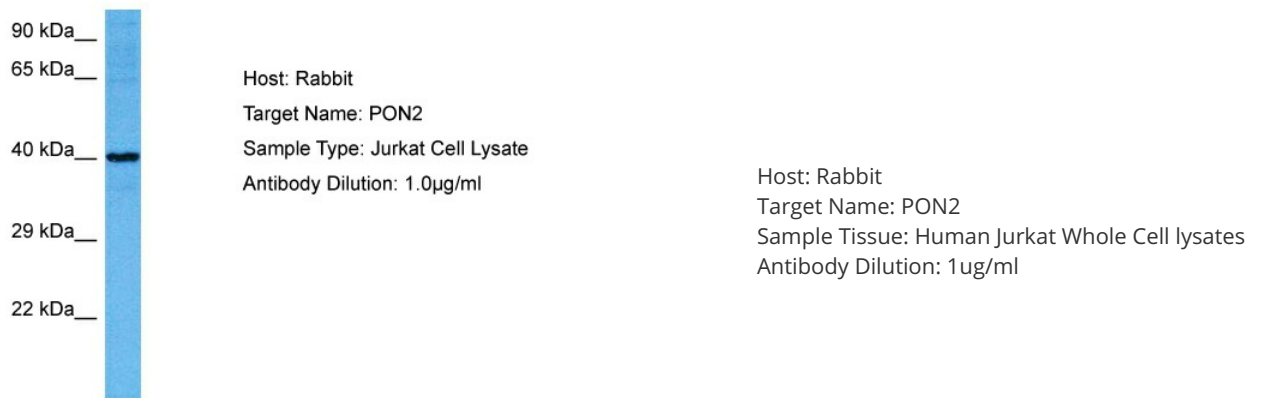 90 kDa__
65 kDa__
40 kDa__
29 kDa__
22 kDa__
Host: Rabbit
Target Name: PON2
Sample Type: Jurkat Cell Lysate
Antibody Dilution: 1.0µg/ml
Host: Rabbit
Target Name: PON2
Sample Tissue: Human Jurkat Whole Cell lysates
Antibody Dilution: 1ug/ml